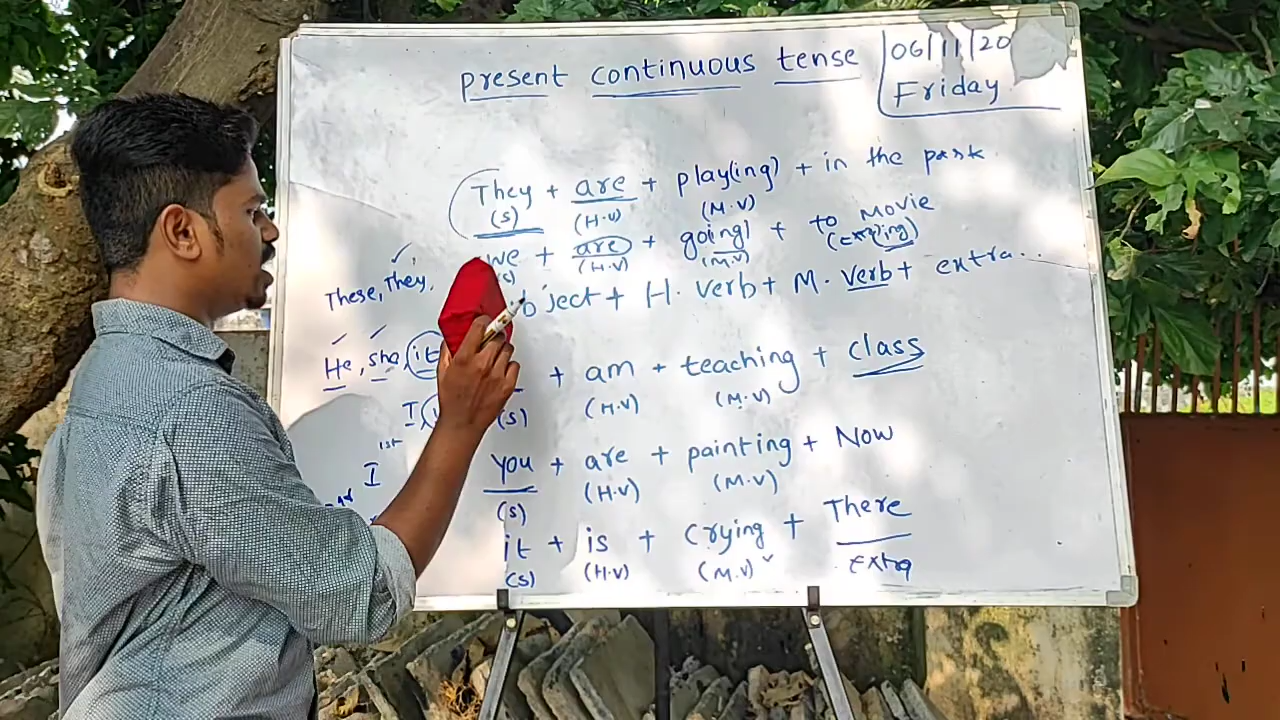 present continuous tense
06/11/20
Friday
They + are + play(ing) + in the park
(S) (H.V) (M.V)
we + are + going) + to Movie
(S) (H.V) (M.V)
These, They,
ject + H. verb + M. verb + extra..
He, she, it
+ am + teaching + class
I
(S) (H.V) (M.V)
1st
I
you + are + painting + Now
(S) (H.V) (M.V)
it + is + crying + There
(S) (H.V) (M.V) Extra